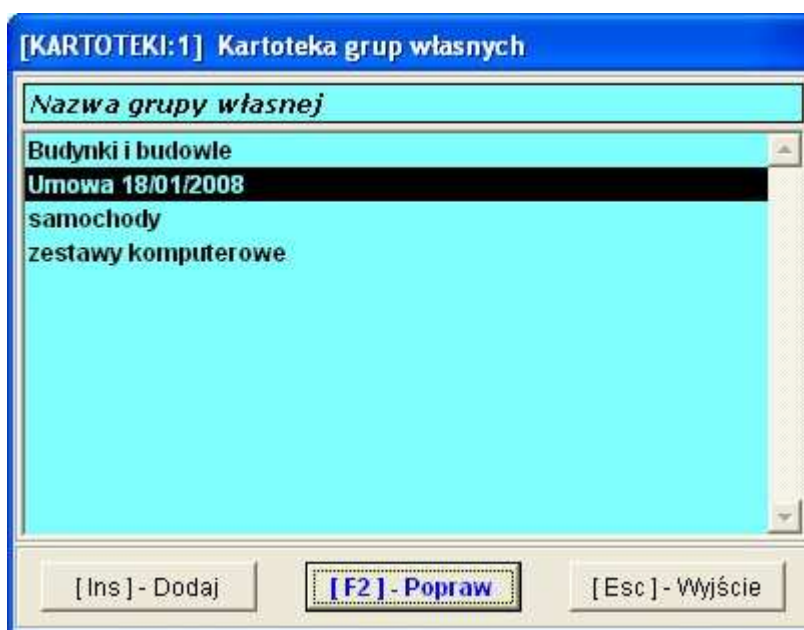 [KARTOTEKI:1] Kartoteka grup własnych
Nazwa grupy własnej
Budynki i budowle
Umowa 18/01/2008
samochody
zestawy komputerowe
[Ins] - Dodaj [F2] - Popraw [Esc] - Wyjście